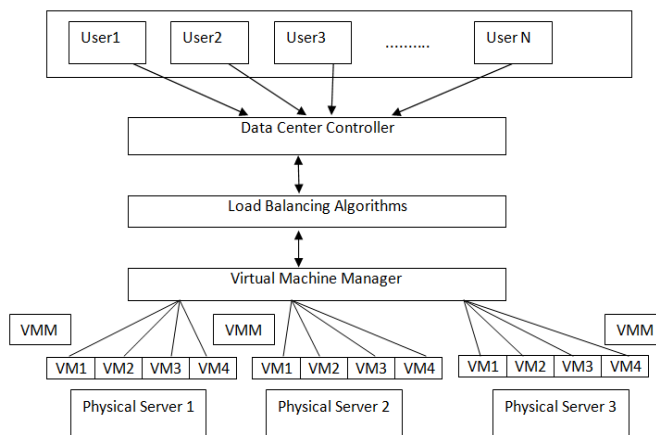 User1 User2 User3 .......... User N
Data Center Controller
Load Balancing Algorithms
Virtual Machine Manager
VMM VMM VMM
VM1 VM2 VM3 VM4 VM1 VM2 VM3 VM4 VM1 VM2 VM3 VM4
Physical Server 1 Physical Server 2 Physical Server 3